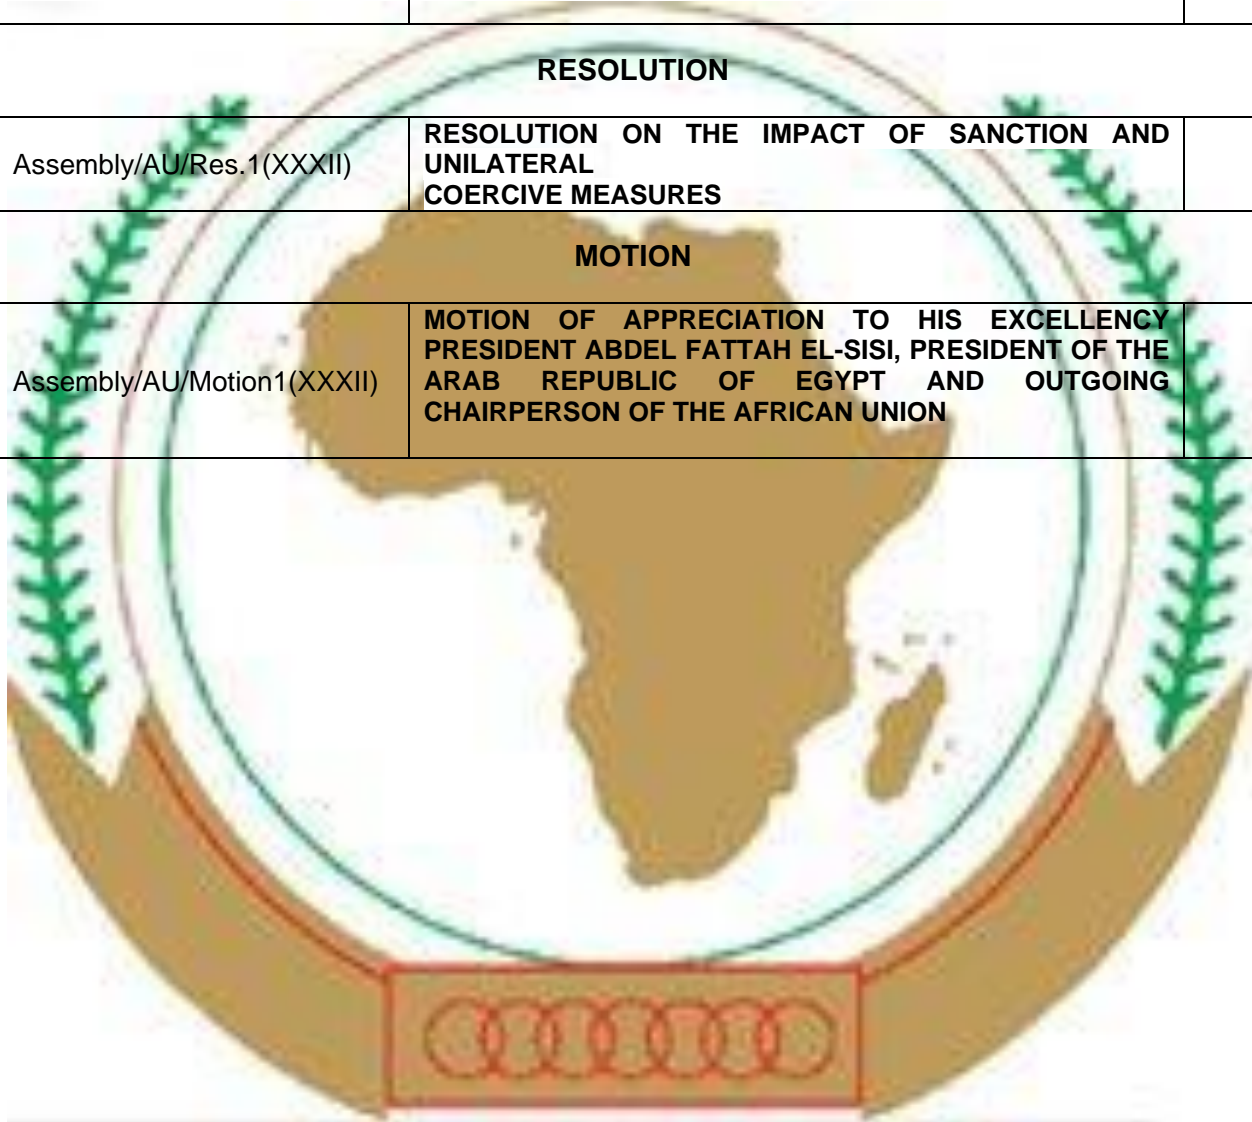 RESOLUTION
Assembly/AU/Res.1(XXXII)
RESOLUTION ON THE IMPACT OF SANCTION AND
UNILATERAL
COERCIVE MEASURES
MOTION
Assembly/AU/Motion1(XXXII)
MOTION OF APPRECIATION TO HIS EXCELLENCY
PRESIDENT ABDEL FATTAH EL-SISI, PRESIDENT OF THE
ARAB REPUBLIC OF EGYPT AND OUTGOING
CHAIRPERSON OF THE AFRICAN UNION